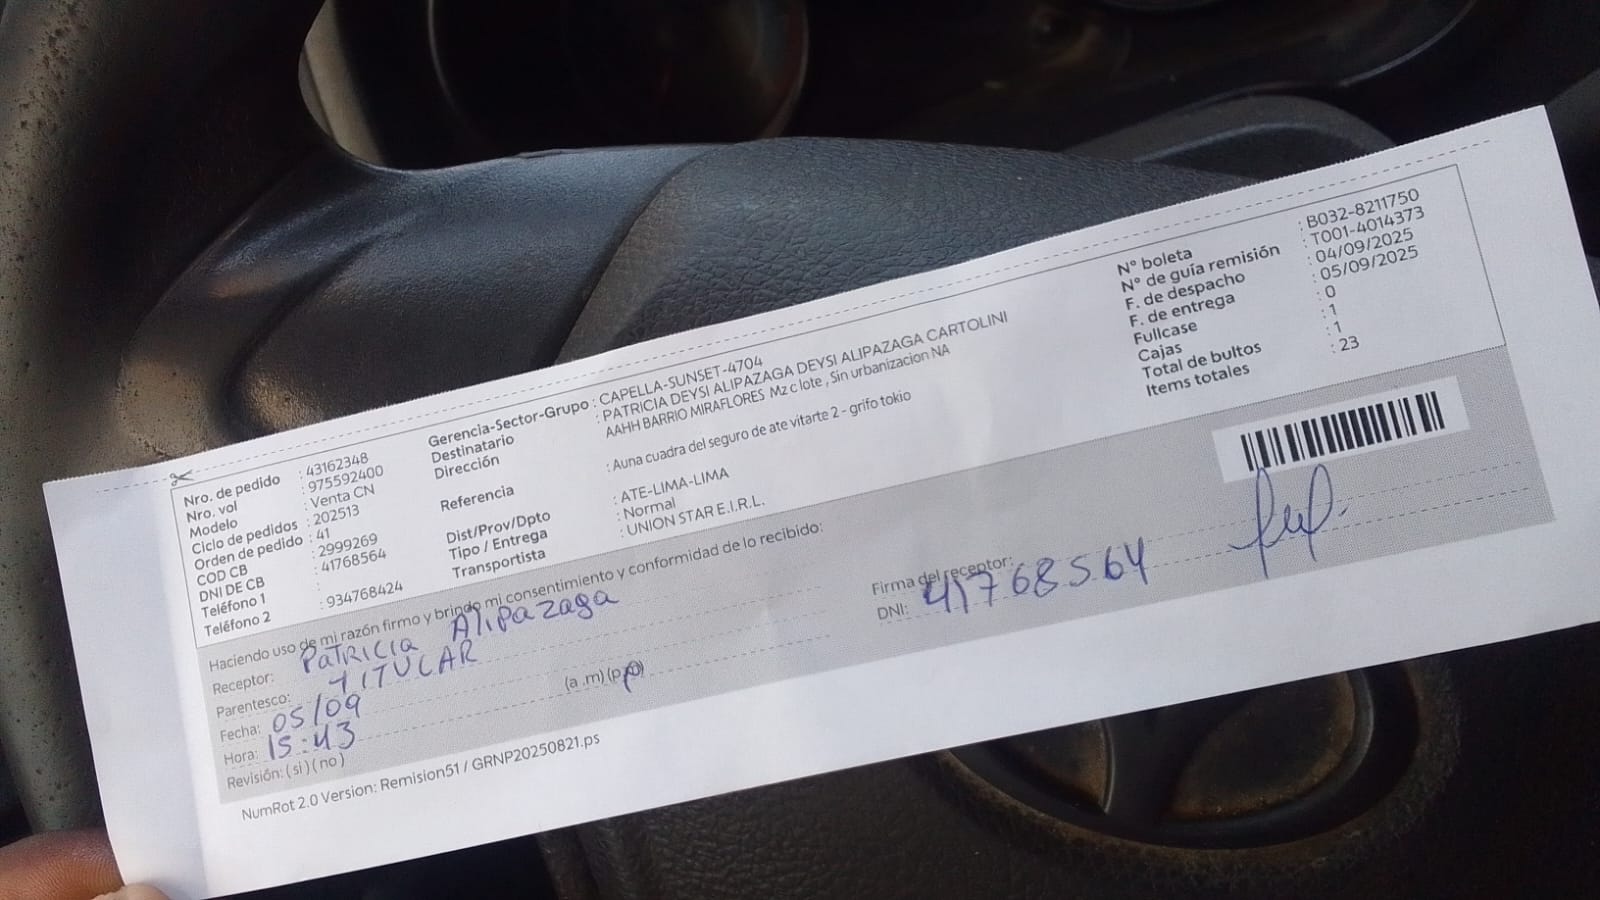 Nro. de pedido : 43162348
Nro. vol : 975592400
Modelo : Venta CN
Ciclo de pedidos : 202513
Orden de pedido : 41
COD CB : 2999269
DNI DE CB : 41768564
Teléfono 1 :
Teléfono 2 : 934768424
Gerencia-Sector-Grupo : CAPELLA-SUNSET-4704
Destinatario : PATRICIA DEYSI ALIPAZAGA DEYSI ALIPAZAGA CARTOLINI
Dirección AAHH BARRIO MIRAFLORES Mz c lote , Sin urbanizacion NA
Referencia : Auna cuadra del seguro de ate vitarte 2 - grifo tokio
Dist/Prov/Dpto : ATE-LIMA-LIMA
Tipo / Entrega : Normal
Transportista : UNION STAR E.I.R.L.
N° boleta : B032-8211750
N° de guía remisión : T001-4014373
F. de despacho : 04/09/2025
F. de entrega : 05/09/2025
Fullcase : 0
Cajas : 1
Total de bultos : 1
Items totales : 23
Haciendo uso de mi razón firmo y brindo mi consentimiento y conformidad de lo recibido:
Receptor: PATRICIA Alipazaga
Parentesco: TITULAR
Fecha: 05/09
Hora: 15:43 (a .m) (p
Revisión: ( si ) ( no )
Firma del receptor:
DNI: 41768564
NumRot 2.0 Version: Remision51 / GRNP20250821.ps